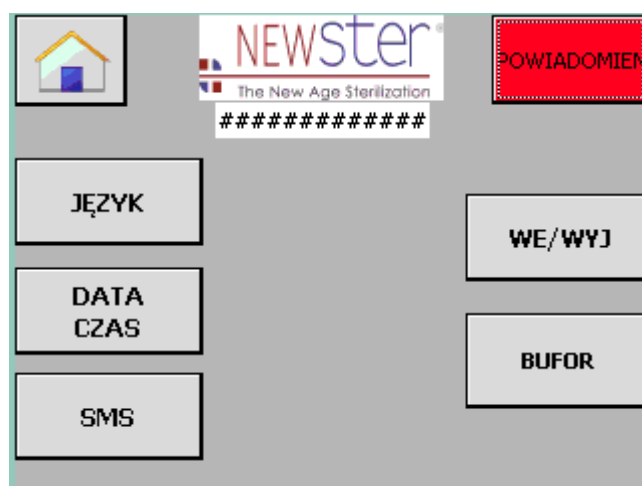 NEWSter®
POWIADOMIEN
The New Age Sterilization
#############
JĘZYK
WE/WYJ
DATA
CZAS
BUFOR
SMS